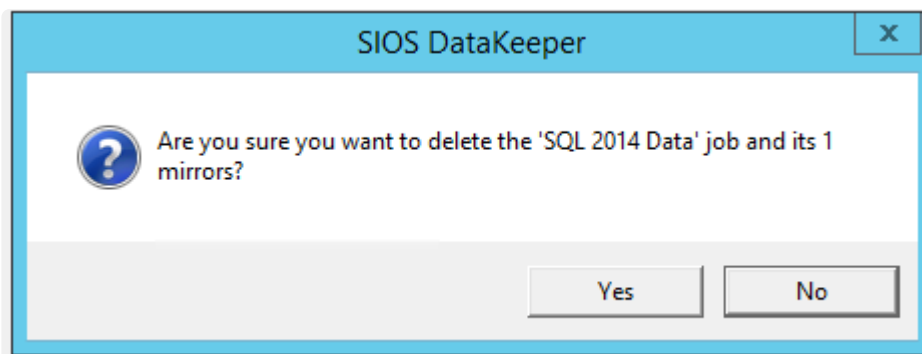 SIOS DataKeeper
x
Are you sure you want to delete the 'SQL 2014 Data' job and its 1
mirrors?
Yes
No